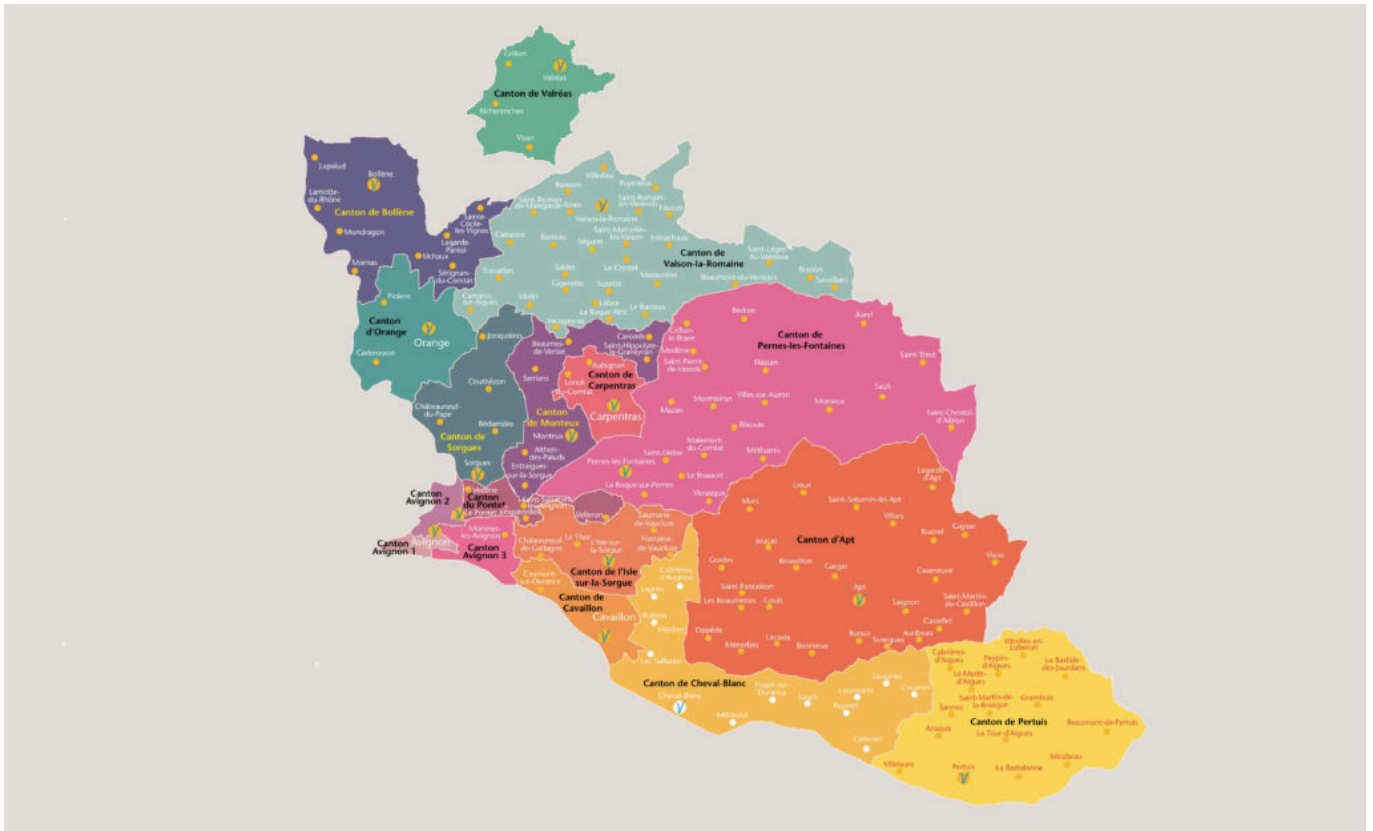 Grillon
Valréas
Canton de Valréas
Richerenches
Visan
Lapalud
Bollène
Lamotte-
du-Rhône
Canton de Bollène
Mondragon
Mornas
Uchaux
Sainte-
Cécile-
les-Vignes
Lagarde-
Paréol
Sérignan-
du-Comtat
Villedieu
Buisson
Puyméras
Saint-Roman
de-Malegarde
Roaix
Vaison-la-Romaine
Saint-Romain-
en-Viennois
Faucon
Cairanne
Rasteau
Séguret
Saint-Marcellin-
lès-Vaison
Entrechaux
Canton de
Vaison-la-Romaine
Saint-Léger-
du-Ventoux
Brantes
Savoillans
Travaillan
Sablet
Le Crestet
Gigondas
Suzette
Malaucène
Beaumont-du-Ventoux
Camaret-
sur-Aigues
Violès
Lafare
La Roque Alric
Le Barroux
Vacqueyras
Piolenc
Canton
d'Orange
Orange
Caderousse
Jonquières
Courthézon
Châteauneuf-
du-Pape
Bédarrides
Canton de
Sorgues
Sorgues
Beaumes-
de-Venise
Caromb
Saint-Hippolyte-
le-Graveyron
Sarrians
Aubignan
Loriol-
du-Comtat
Canton de
Carpentras
Carpentras
Canton
de Monteux
Monteux
Althen-
des-Paluds
Entraigues-
sur-la-Sorgue
Bédoin
Aurel
Crillon-
le-Brave
Canton de
Pernes-les-Fontaines
Modène
Saint-Pierre-
de-Vassols
Flassan
Saint-Trinit
Sault
Mazan
Mormoiron
Villes-sur-Auzon
Monieux
Saint-Christol-
d'Albion
Blauvac
Malemort-
du-Comtat
Méthamis
Saint-Didier
Pernes-les-Fontaines
Le Beaucet
La Roque-sur-Pernes
Venasque
Canton
Avignon 2
Vedène
Canton
du Pontet
Le Pontet
Jonquerettes
Velleron
Canton
Avignon 1
Avignon
Morières-
les-Avignon
Canton
Avignon 3
Châteauneuf-
de-Gadagne
Le Thor
L'Isle-sur-
la-Sorgue
Saumane-
de-Vaucluse
Fontaine-
de-Vaucluse
Canton de l'Isle
sur-la-Sorgue
Caumont-
sur-Durance
Canton de
Cavaillon
Cavaillon
Cabrières-
d'Avignon
Lagnes
Robion
Maubec
Les Taillades
Lagarde-
d'Apt
Lioux
Murs
Saint-Saturnin-les-Apt
Villars
Rustrel
Gignac
Joucas
Canton d'Apt
Viens
Gordes
Roussillon
Gargas
Caseneuve
Apt
Saint-Pantaléon
Les Beaumettes
Goult
Saignon
Saint-Martin-
de-Castillon
Castellet
Oppède
Ménerbes
Lacoste
Bonnieux
Buoux
Sivergues
Auribeau
Canton de Cheval-Blanc
Cheval-Blanc
Mérindol
Puget-sur-
Durance
Lauris
Lourmarin
Puyvert
Vaugines
Cucuron
Cadenet
Cabrières-
d'Aigues
Vitrolles-en-
Luberon
Peypin-
d'Aigues
La Bastide-
des-Jourdans
La Motte-
d'Aigues
Saint-Martin-de-
la-Brasque
Grambois
Sannes
Canton de Pertuis
Beaumont-de-Pertuis
Ansouis
La Tour-d'Aigues
Mirabeau
Villelaure
Pertuis
La Bastidonne